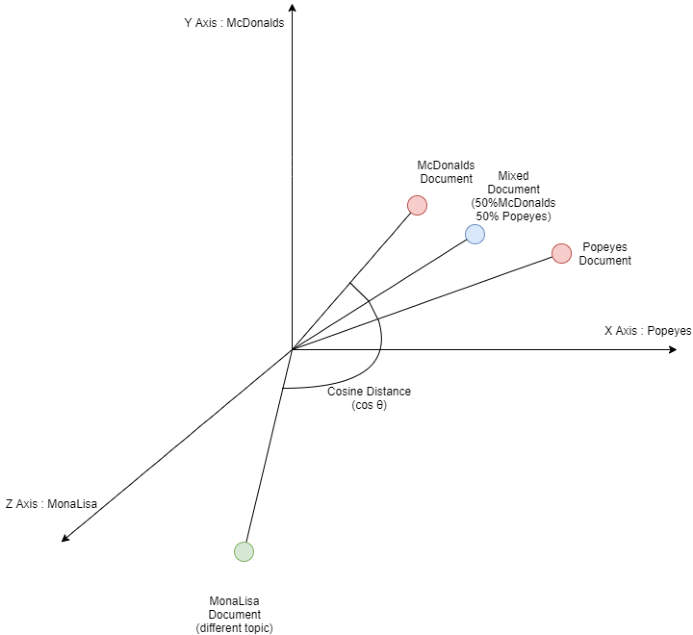 Y Axis : McDonalds
McDonalds
Document
Mixed
Document
(50%McDonalds
50% Popeyes)
Popeyes
Document
X Axis : Popeyes
Cosine Distance
(cos θ)
Z Axis : MonaLisa
MonaLisa
Document
(different topic)